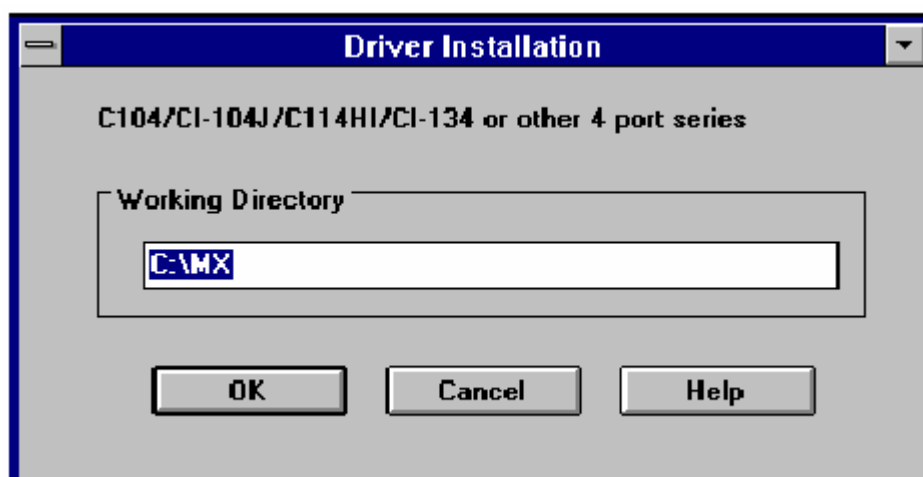 Driver Installation
C104/CI-104J/C114HI/CI-134 or other 4 port series
Working Directory
C:\MX
OK Cancel Help